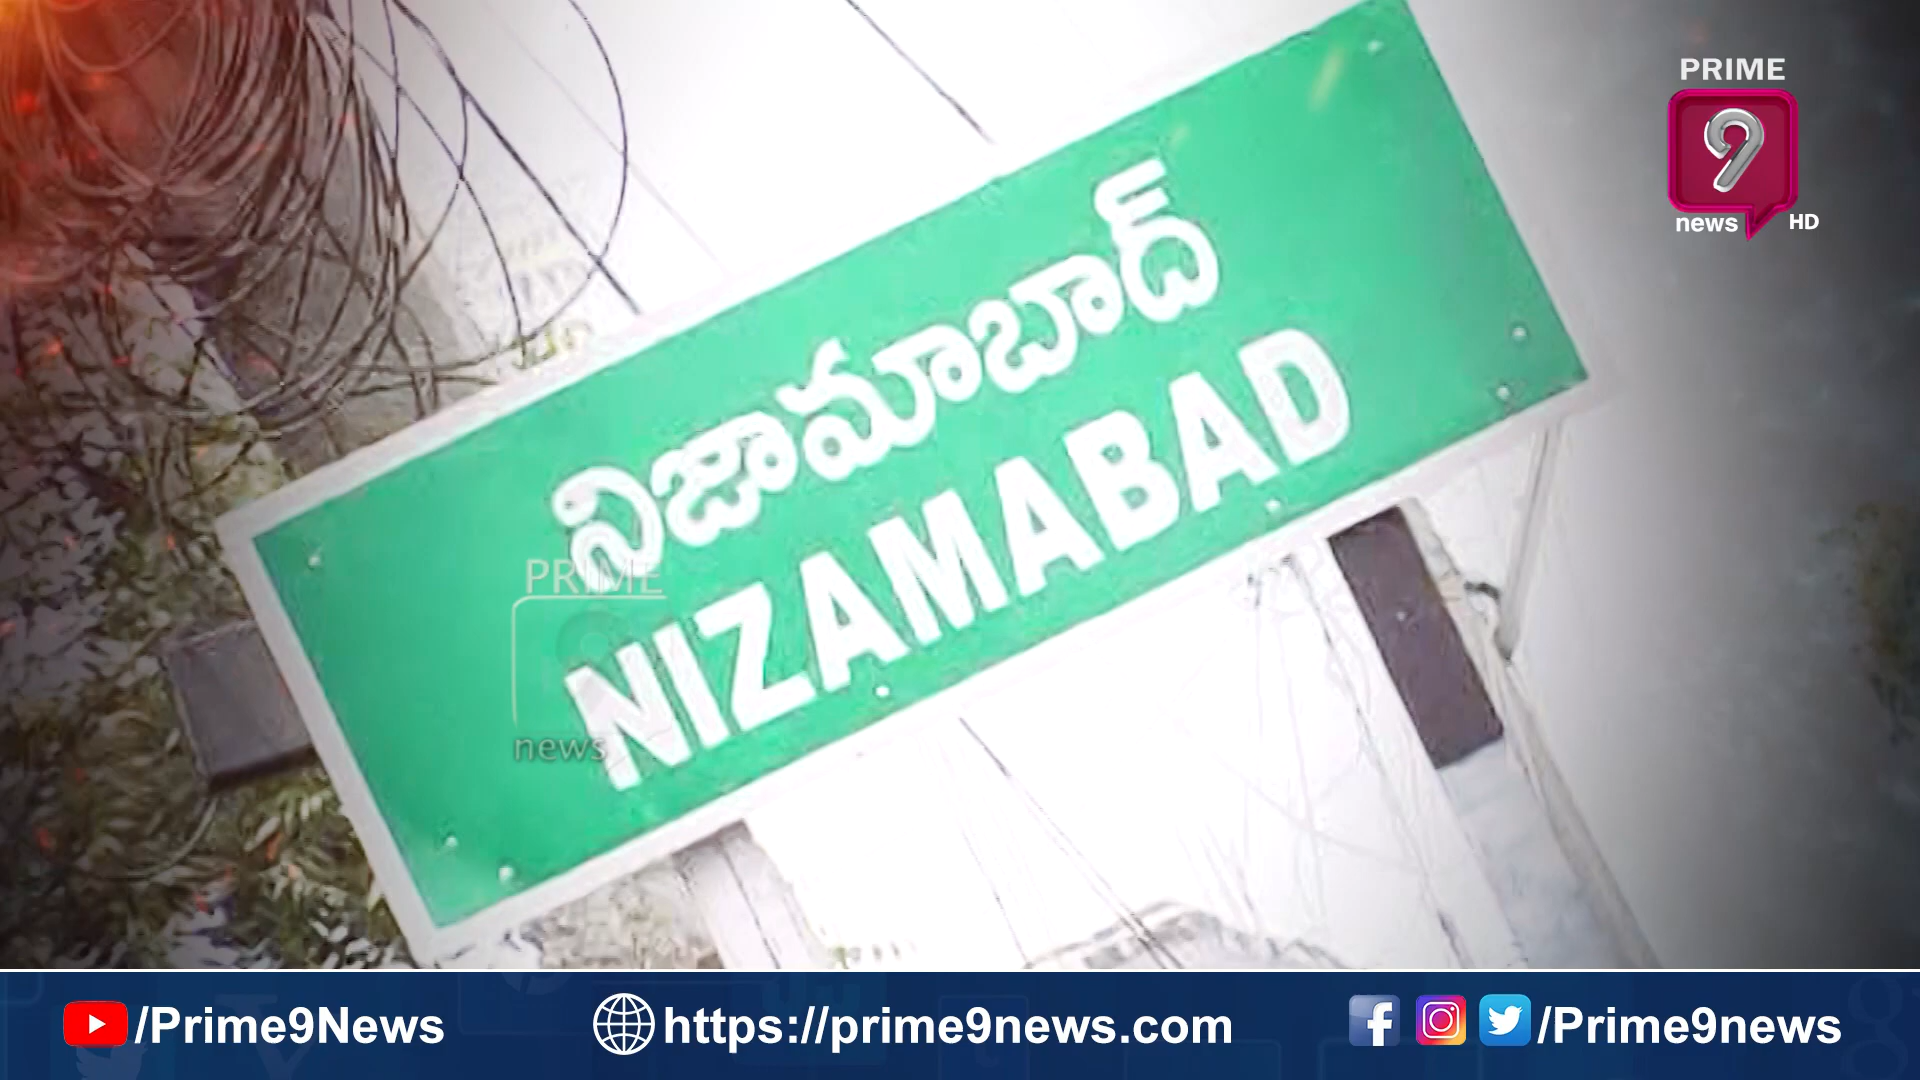 PRIME
9
news HD
నిజామాబాద్
NIZAMABAD
PRIME
news
/Prime9News
https://prime9news.com
/Prime9news